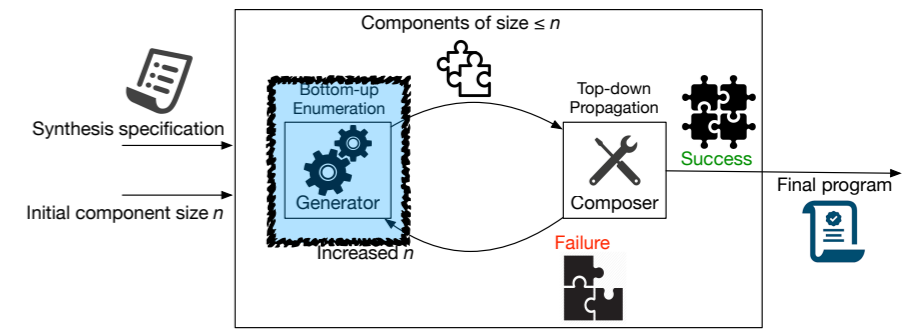 Components of size ≤ n
Bottom-up
Enumeration
Top-down
Propagation
Synthesis specification
Success
Final program
Generator
Composer
Initial component size n
Failure
Increased n